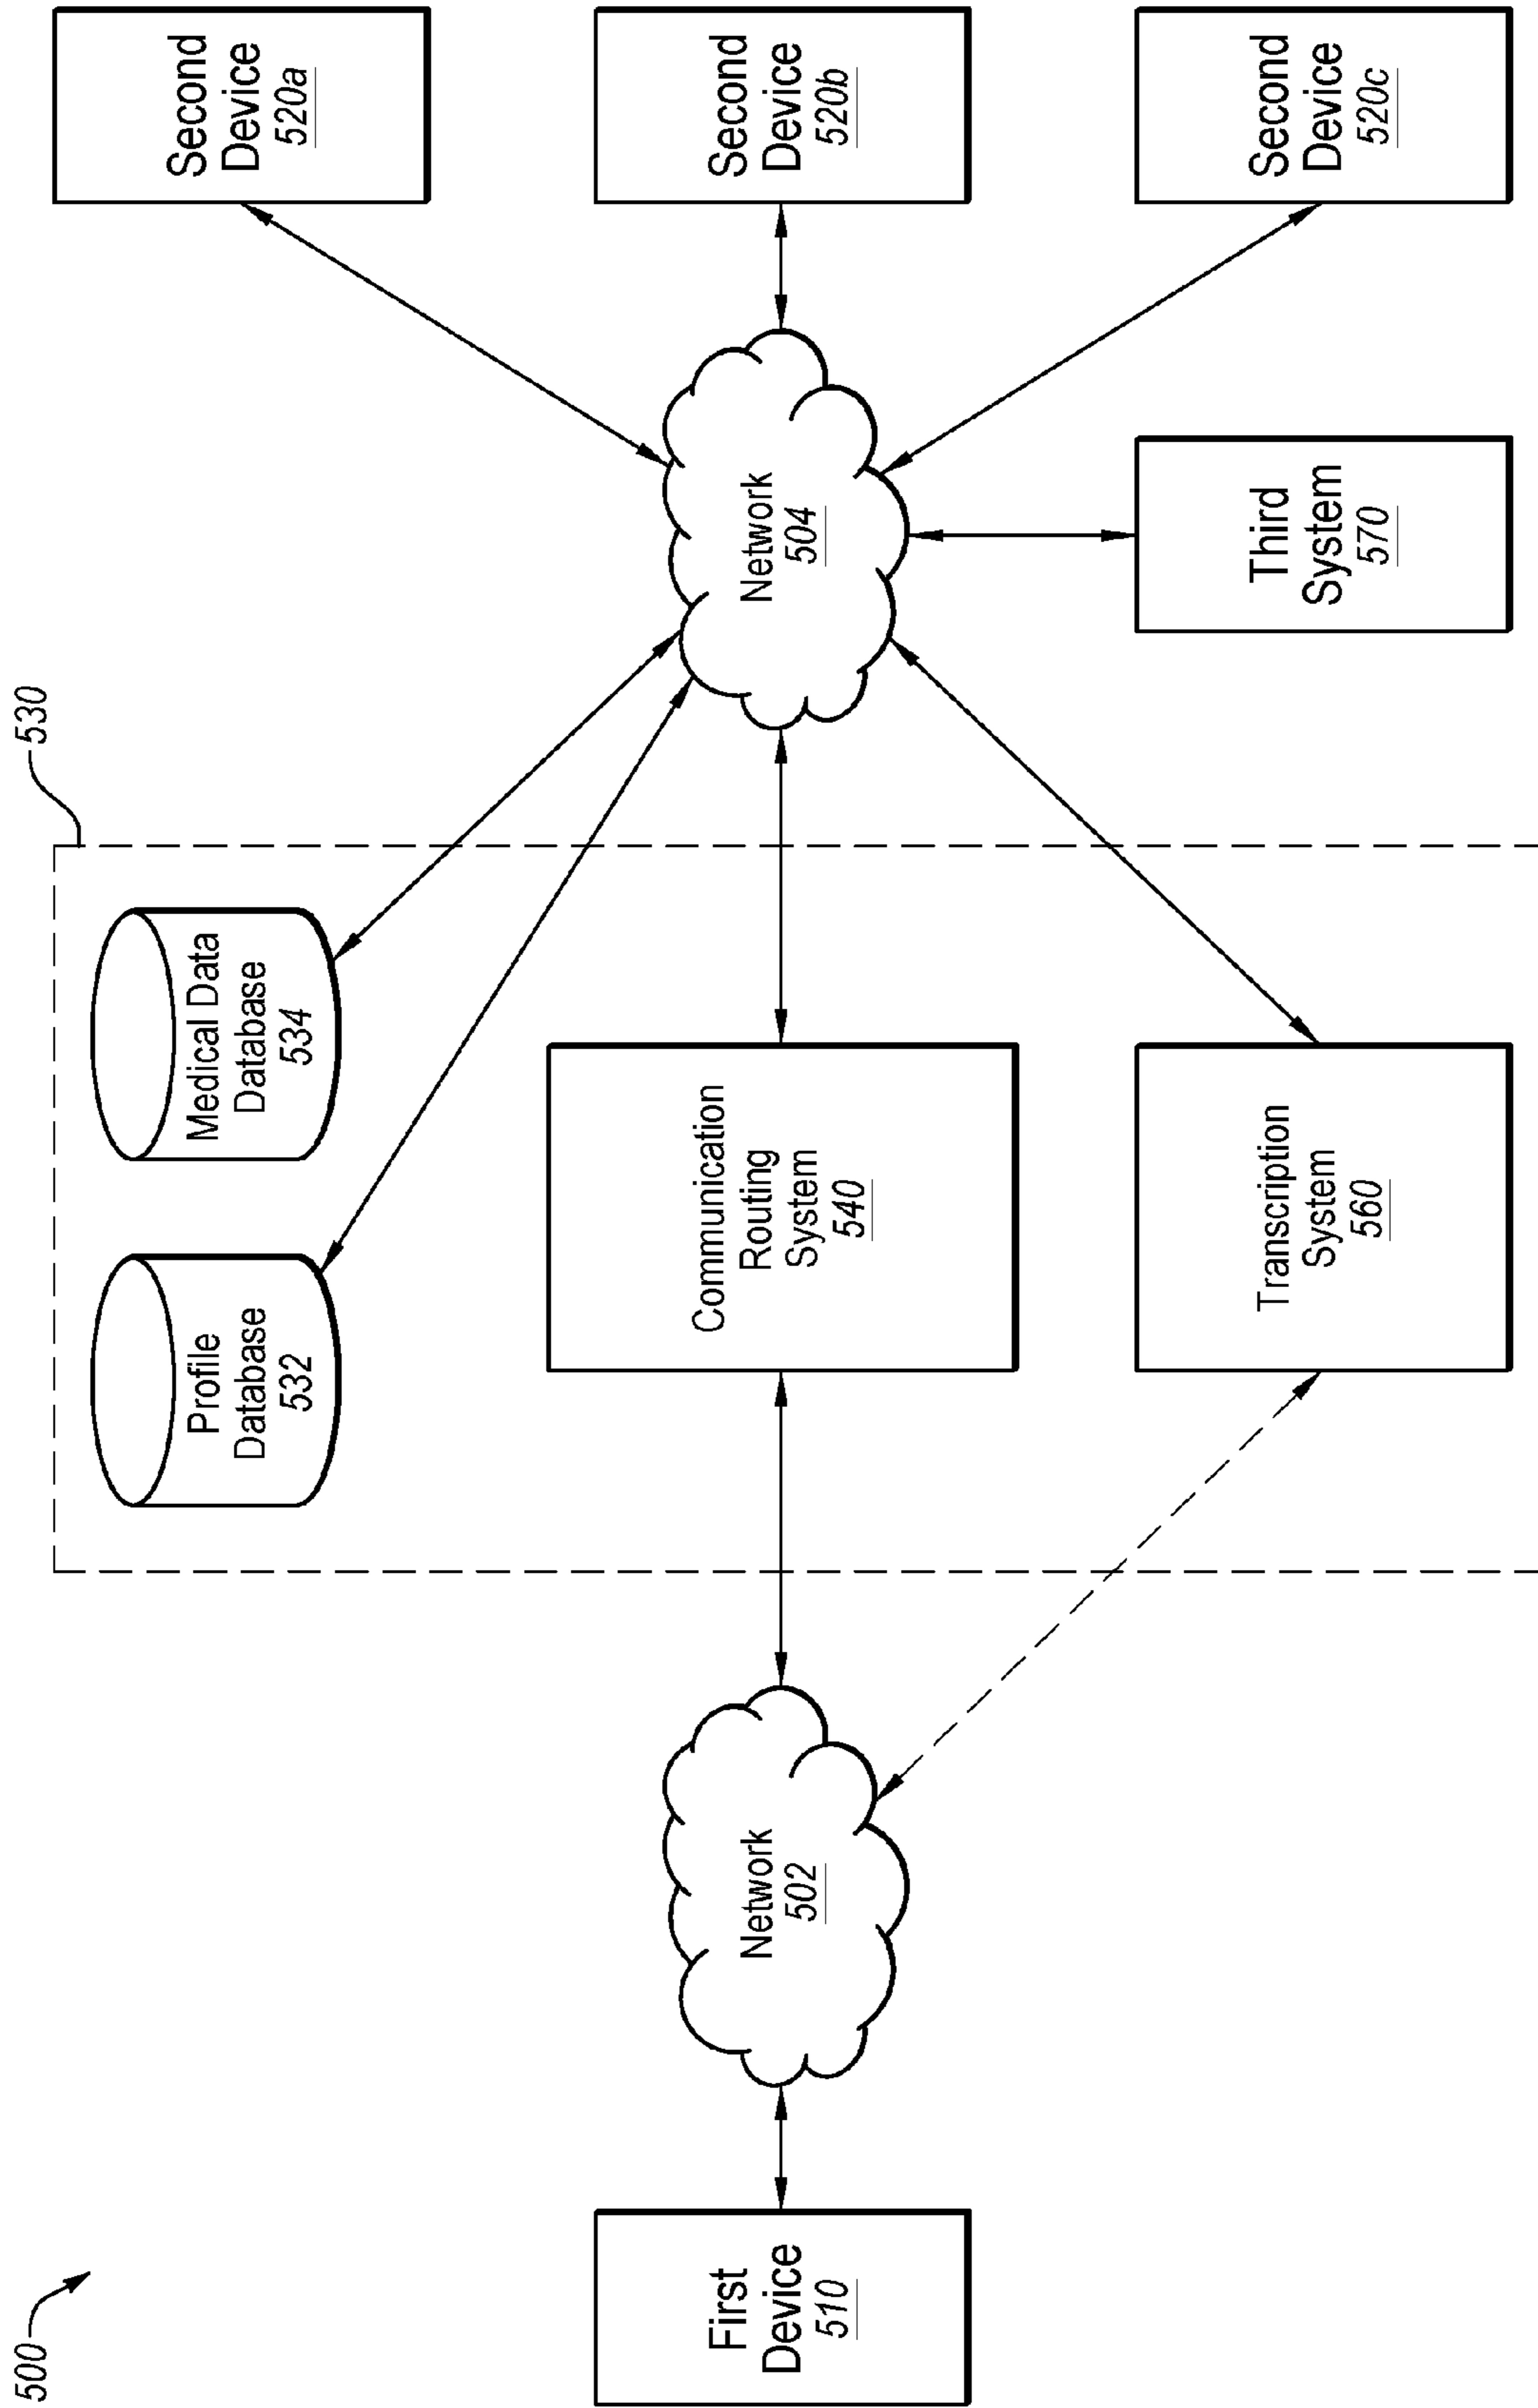 500
530
Profile
Database
532
Medical Data
Database
534
Second
Device
520a
First
Device
510
Network
502
Communication
Routing
System
540
Network
504
Second
Device
520b
Transcription
System
560
Third
System
570
Second
Device
520c